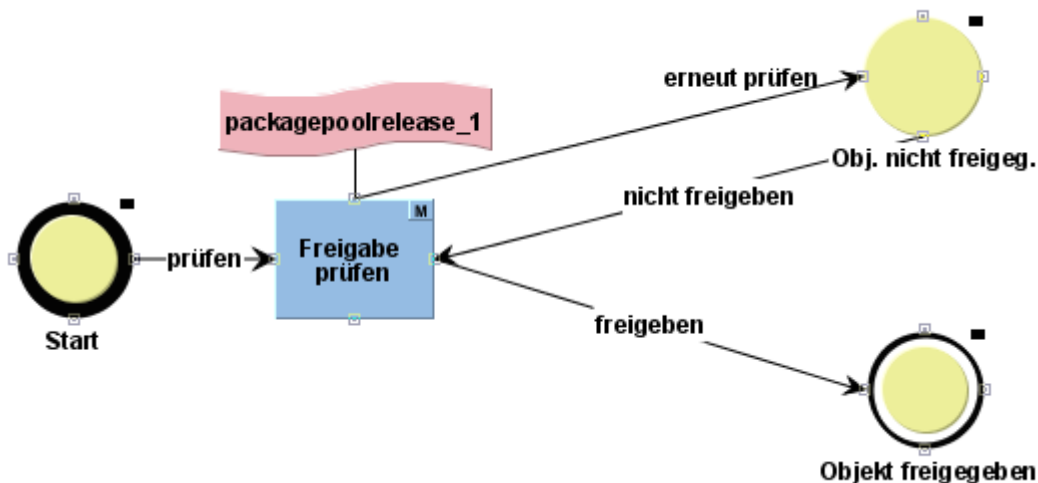 erneut prüfen
packagepoolrelease_1
Obj. nicht freigeg.
nicht freigeben
M
Freigabe
prüfen
prüfen
Start
freigeben
Objekt freigegeben